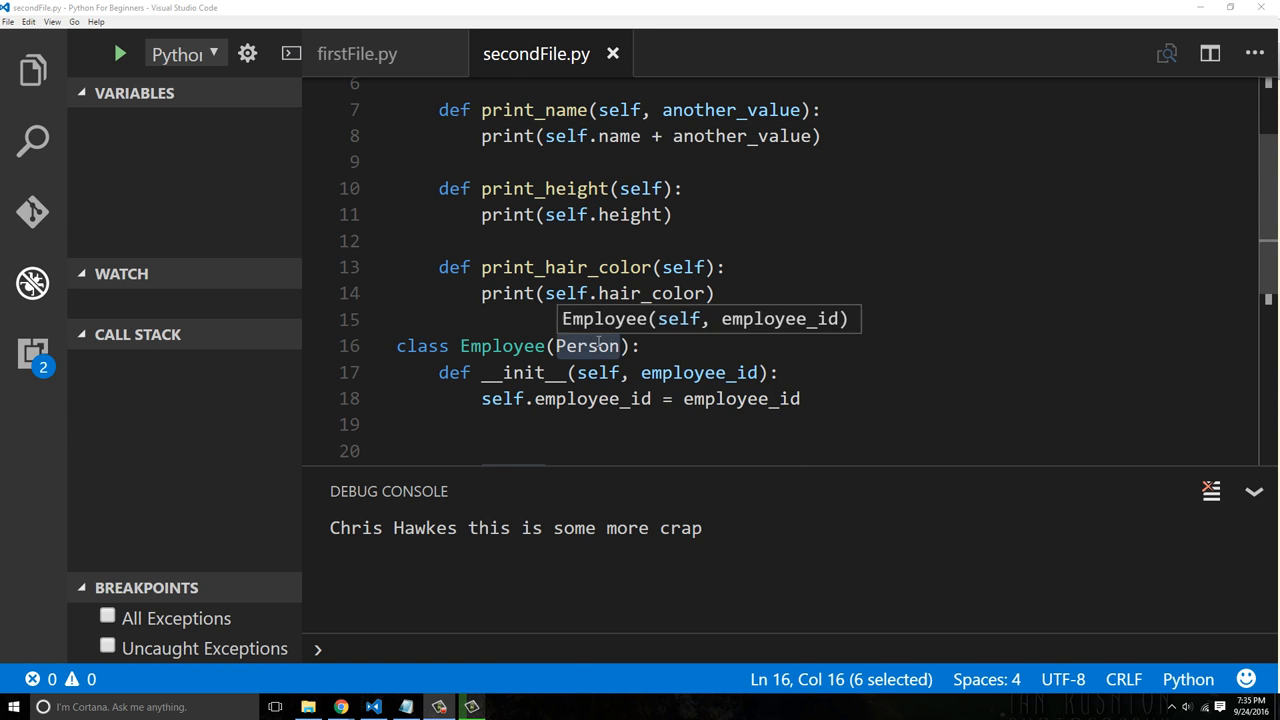 secondFile.py - Python For Beginners - Visual Studio Code
File Edit View Go Help
Python
firstFile.py
secondFile.py
VARIABLES
WATCH
CALL STACK
2
BREAKPOINTS
All Exceptions
Uncaught Exceptions
6
7 def print_name(self, another_value):
8 print(self.name + another_value)
9
10 def print_height(self):
11 print(self.height)
12
13 def print_hair_color(self):
14 print(self.hair_color)
15 Employee(self, employee_id)
16 class Employee(Person):
17 def __init__(self, employee_id):
18 self.employee_id = employee_id
19
20
DEBUG CONSOLE
Chris Hawkes this is some more crap
0 0
Ln 16, Col 16 (6 selected) Spaces: 4 UTF-8 CRLF Python
I'm Cortana. Ask me anything.
7:35 PM
9/24/2016